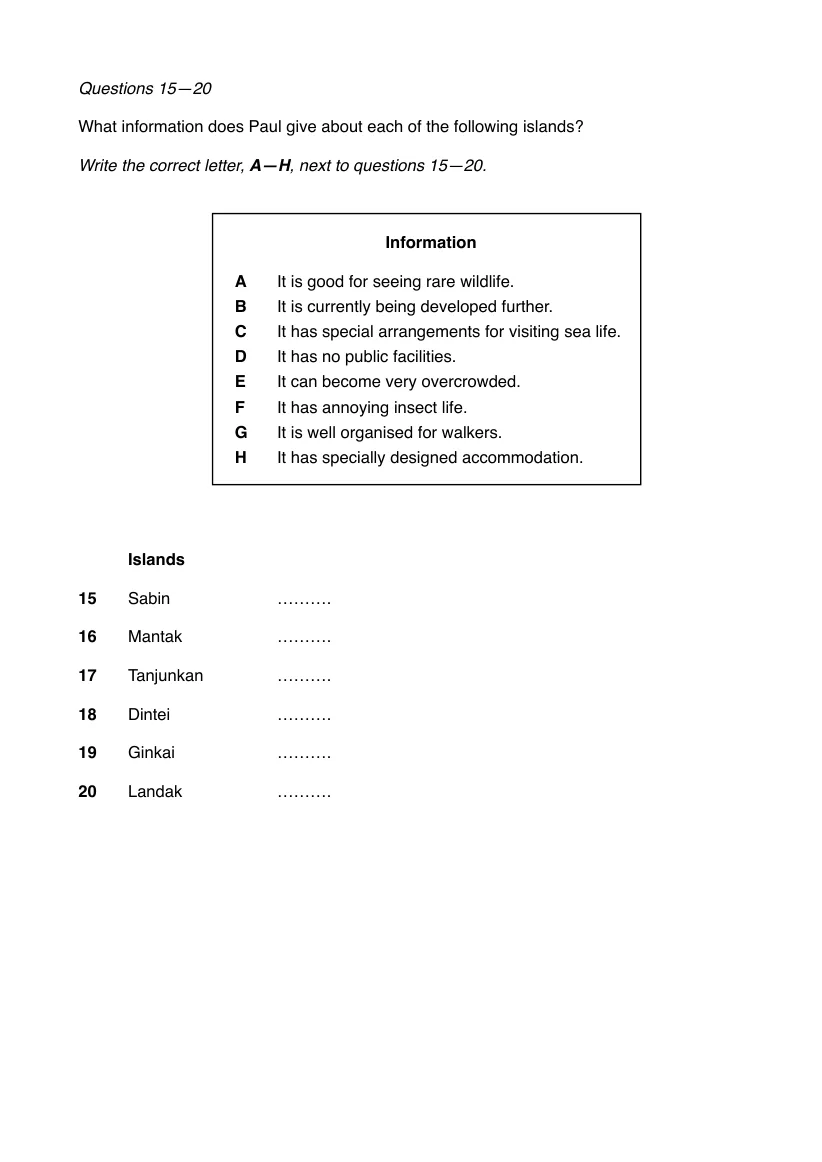 Questions 15—20
What information does Paul give about each of the following islands?
Write the correct letter, A—H, next to questions 15—20.
Information
A It is good for seeing rare wildlife.
B It is currently being developed further.
C It has special arrangements for visiting sea life.
D It has no public facilities.
E It can become very overcrowded.
F It has annoying insect life.
G It is well organised for walkers.
H It has specially designed accommodation.
Islands
15 Sabin ..........
16 Mantak ..........
17 Tanjunkan ..........
18 Dintei ..........
19 Ginkai ..........
20 Landak ..........